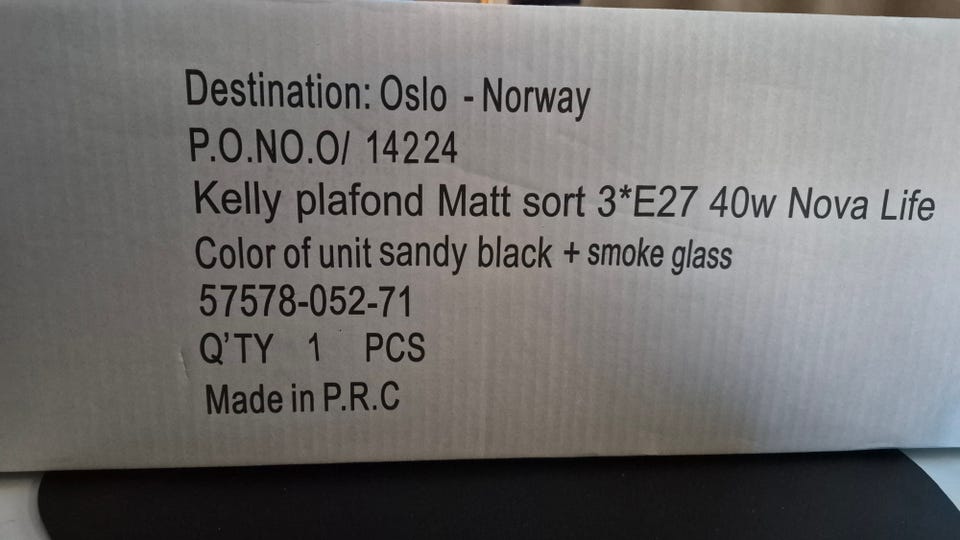 Destination: Oslo - Norway
P.O.NO.O/ 14224
Kelly plafond Matt sort 3*E27 40w Nova Life
Color of unit sandy black + smoke glass
57578-052-71
Q'TY 1 PCS
Made in P.R.C